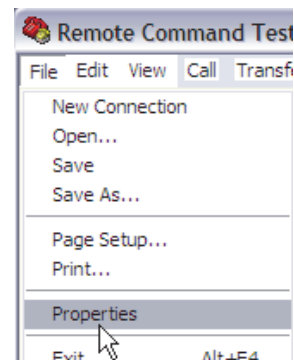 Remote Command Test
File Edit View Call Transf
New Connection
Open...
Save
Save As...
Page Setup...
Print...
Properties
Exit Alt+F4